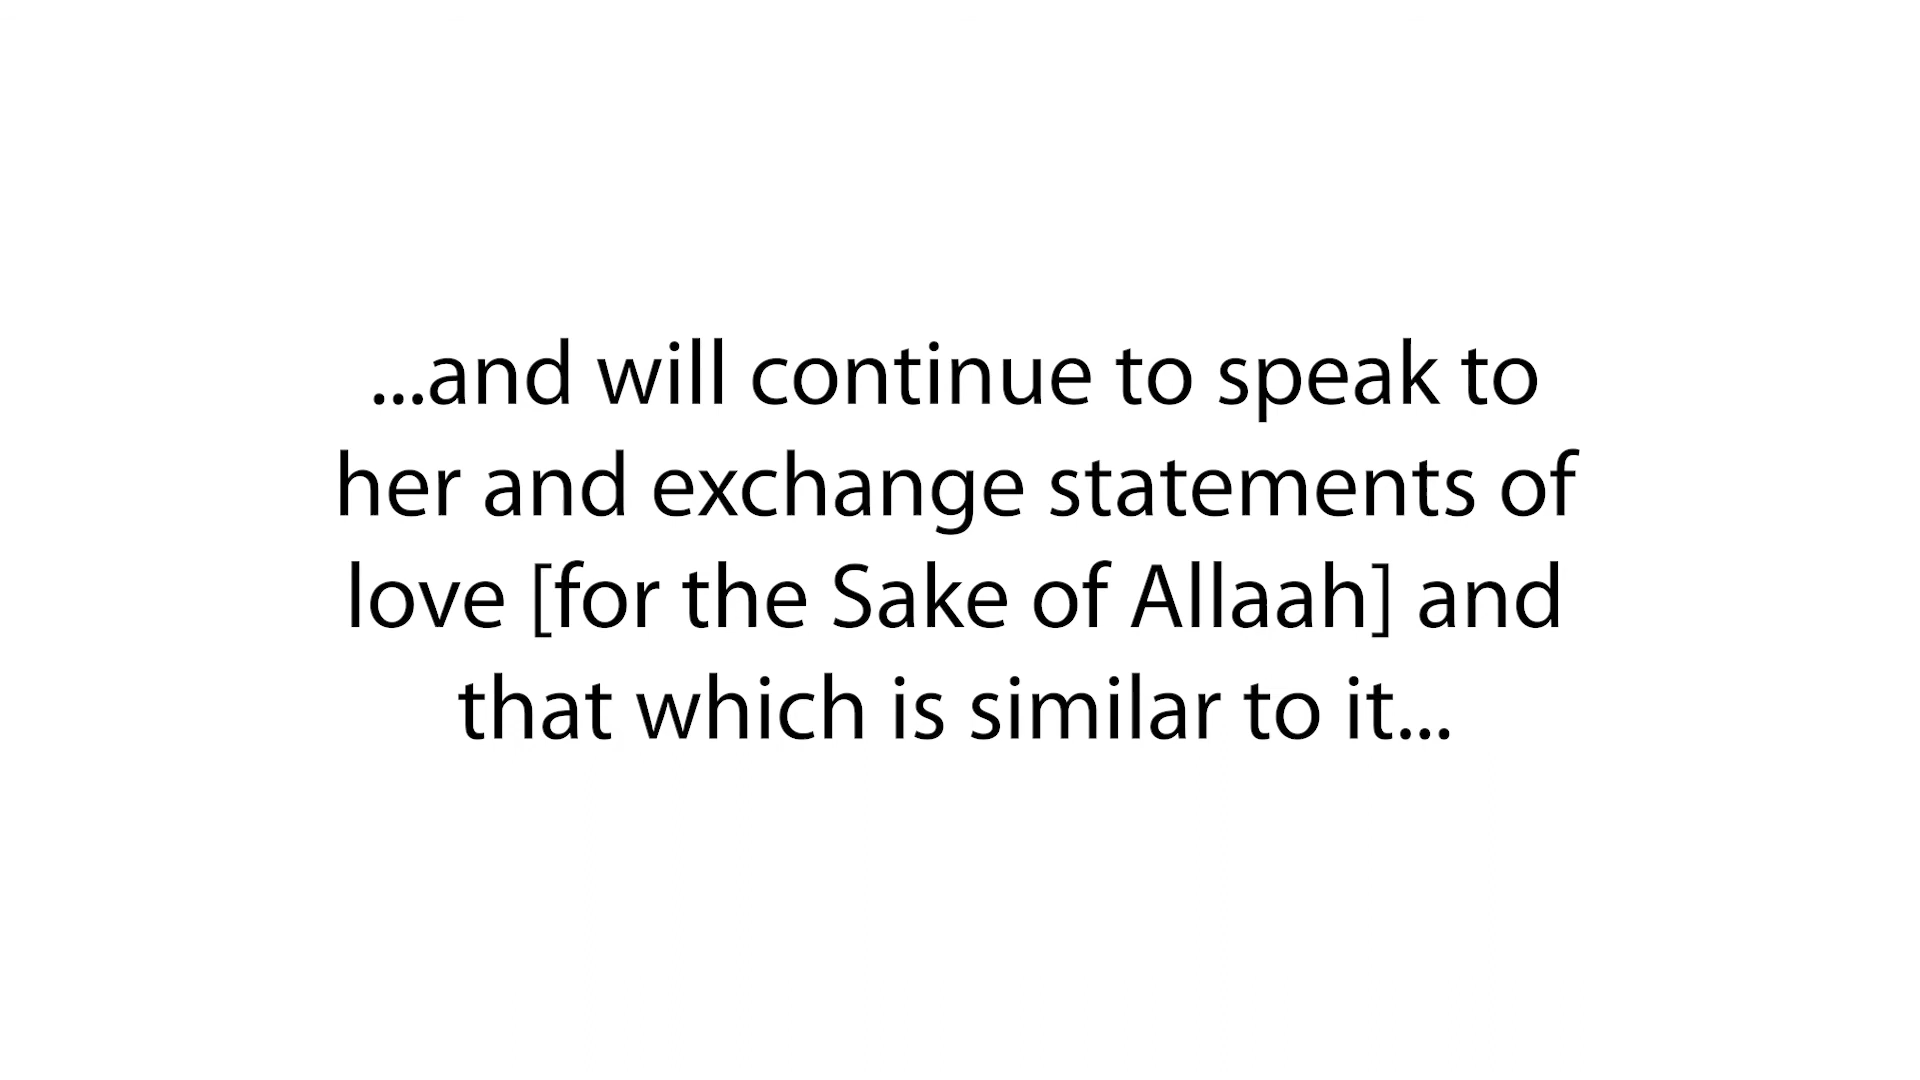 ...and will continue to speak to
her and exchange statements of
love [for the Sake of Allaah] and
that which is similar to it...